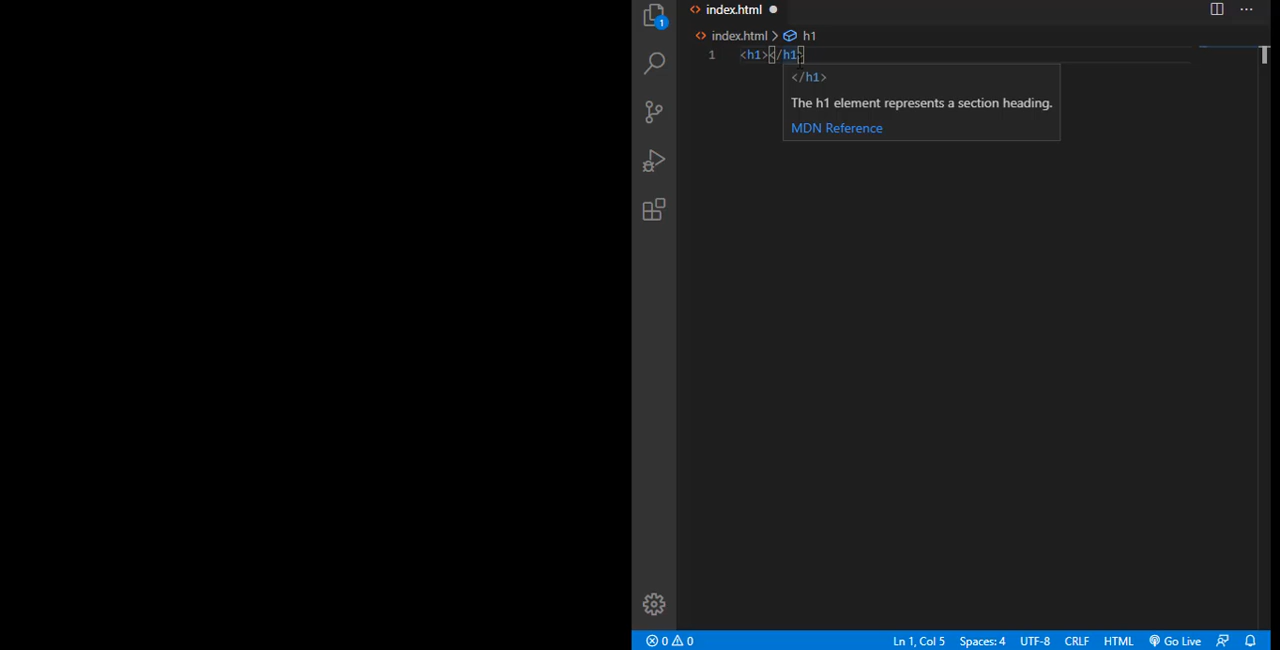 index.html
1
index.html > h1
1 <h1></h1>
</h1>
The h1 element represents a section heading.
MDN Reference
0 0 Ln 1, Col 5 Spaces: 4 UTF-8 CRLF HTML Go Live